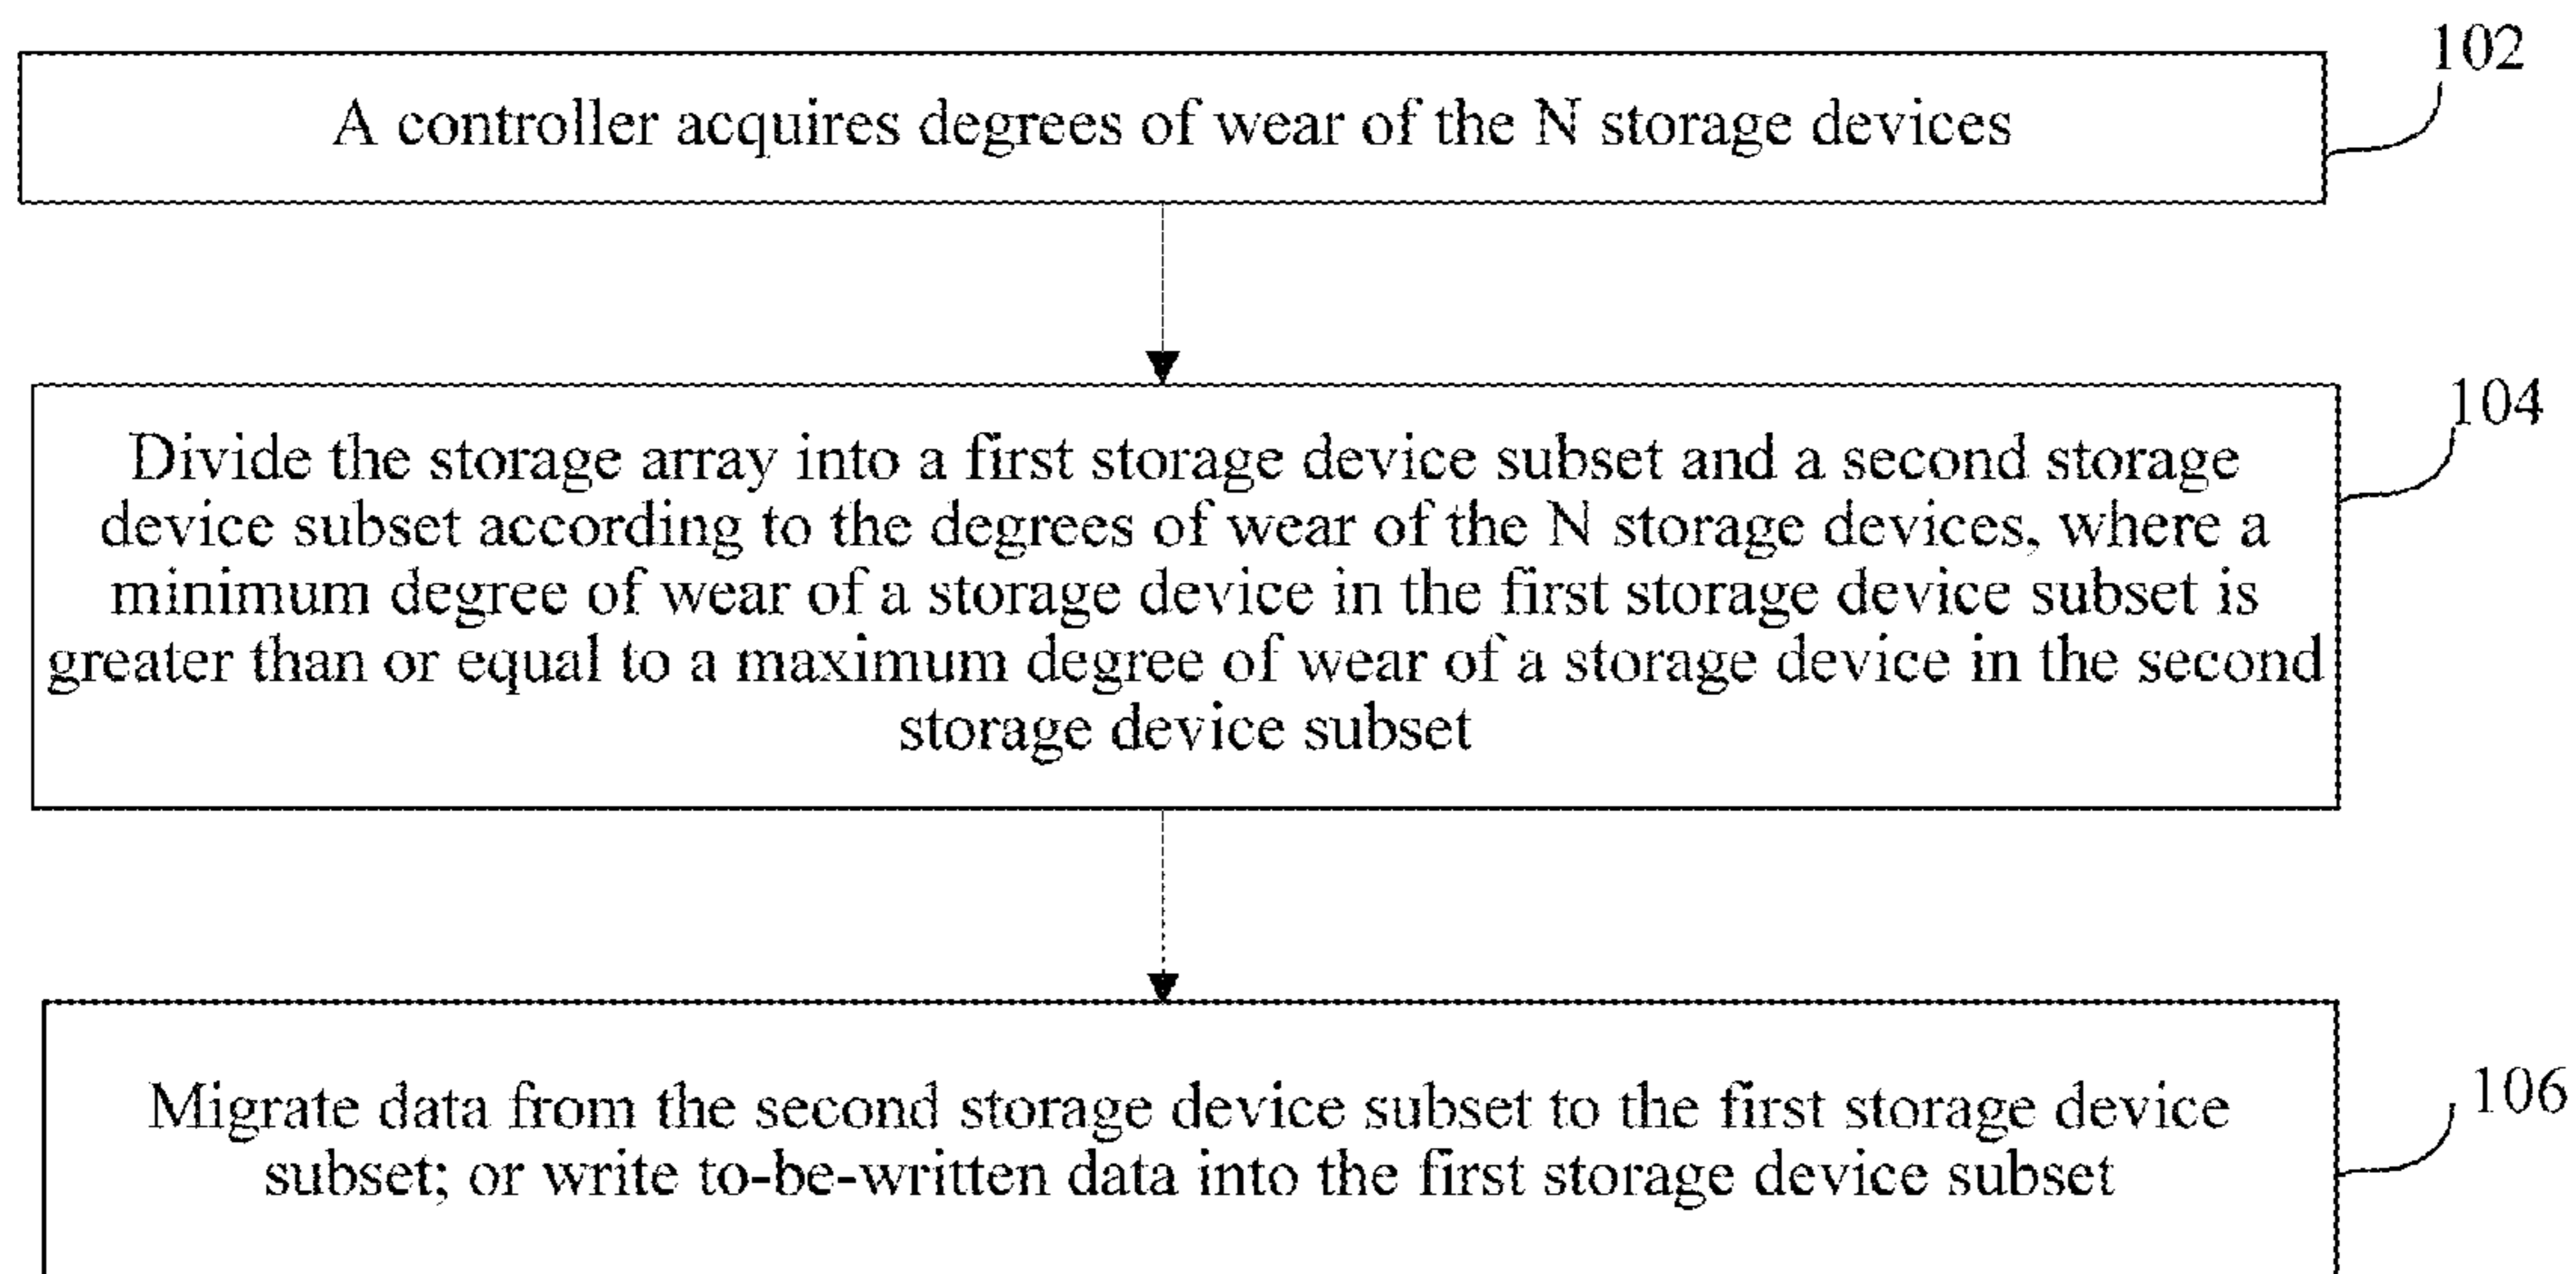 102
A controller acquires degrees of wear of the N storage devices
104
Divide the storage array into a first storage device subset and a second storage
device subset according to the degrees of wear of the N storage devices, where a
minimum degree of wear of a storage device in the first storage device subset is
greater than or equal to a maximum degree of wear of a storage device in the second
storage device subset
106
Migrate data from the second storage device subset to the first storage device
subset; or write to-be-written data into the first storage device subset